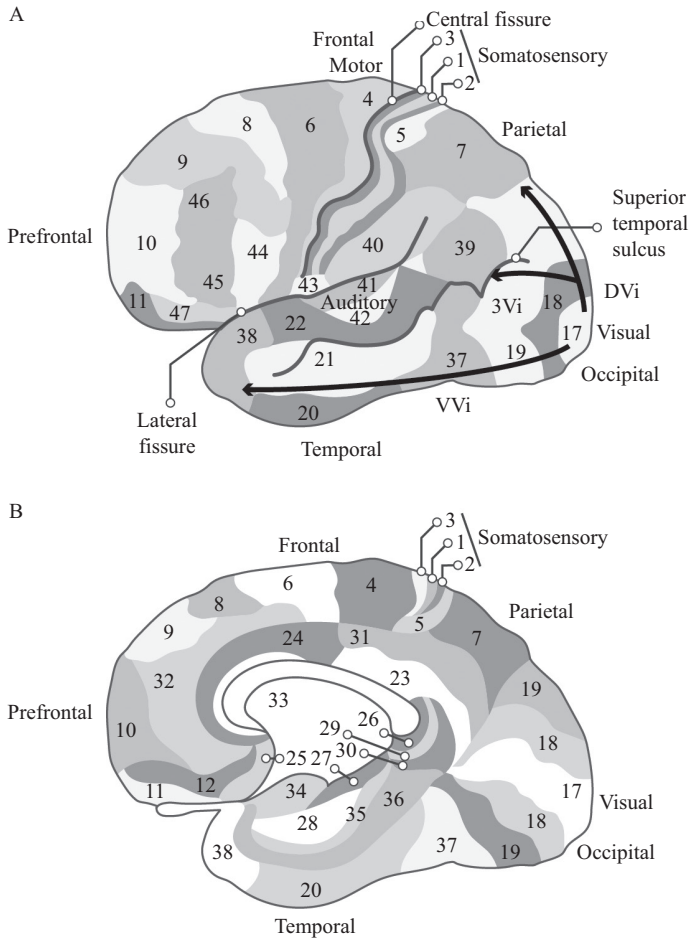 A
Central fissure
Frontal
3
Somatosensory
Motor
1
2
4
8
6
5
Parietal
7
9
46
Superior
temporal
sulcus
Prefrontal
10
44
40
39
45
43
41
Auditory
42
DVi
11
47
3Vi
18
38
22
17
Visual
21
37
19
Occipital
20
VVi
Lateral
fissure
Temporal
B
3
Somatosensory
Frontal
1
2
6
4
Parietal
8
5
9
24
31
7
32
23
19
33
Prefrontal
10
26
29
18
30
25
27
12
11
34
36
17
Visual
35
28
18
38
37
19
Occipital
20
Temporal